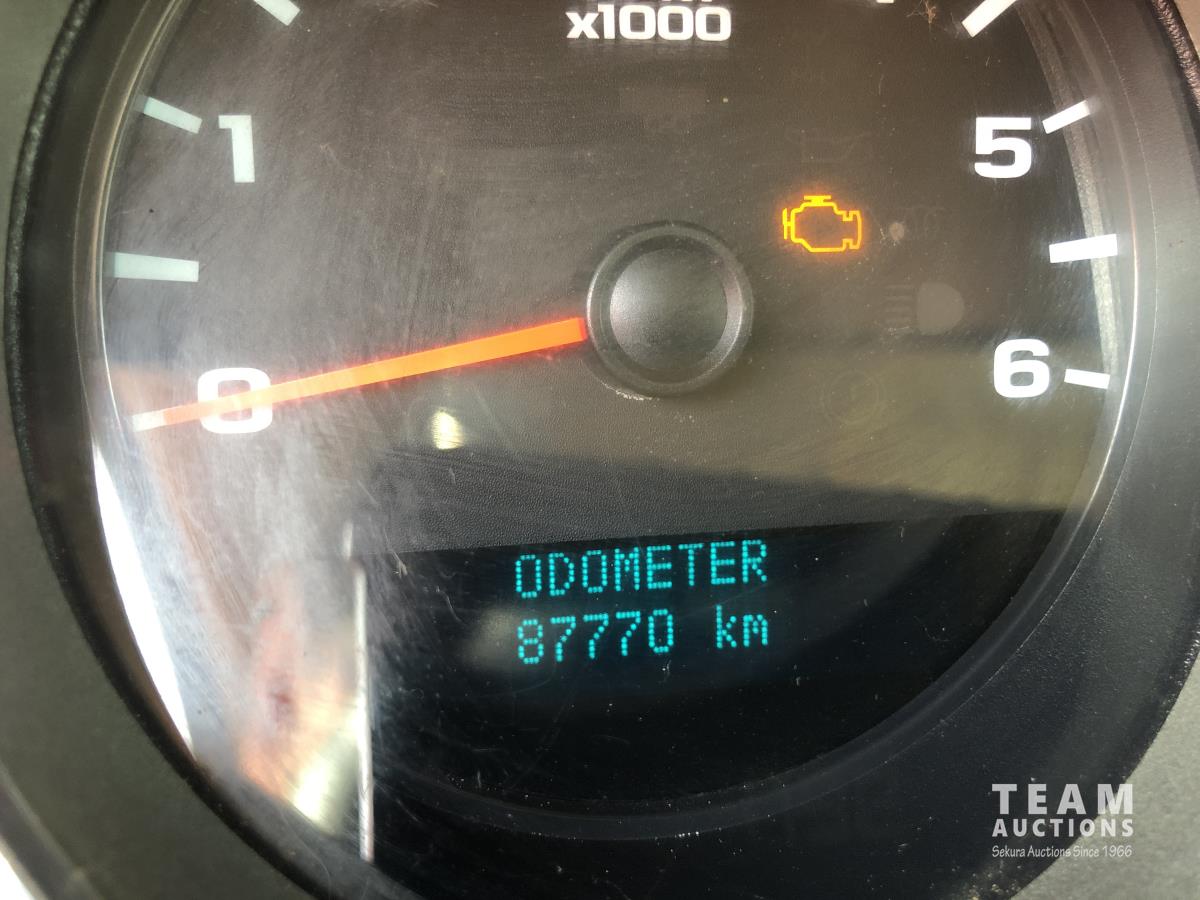 x1000
1
5
0
6
ODOMETER
87770 km
TEAM
AUCTIONS
Sekura Auctions Since 1966